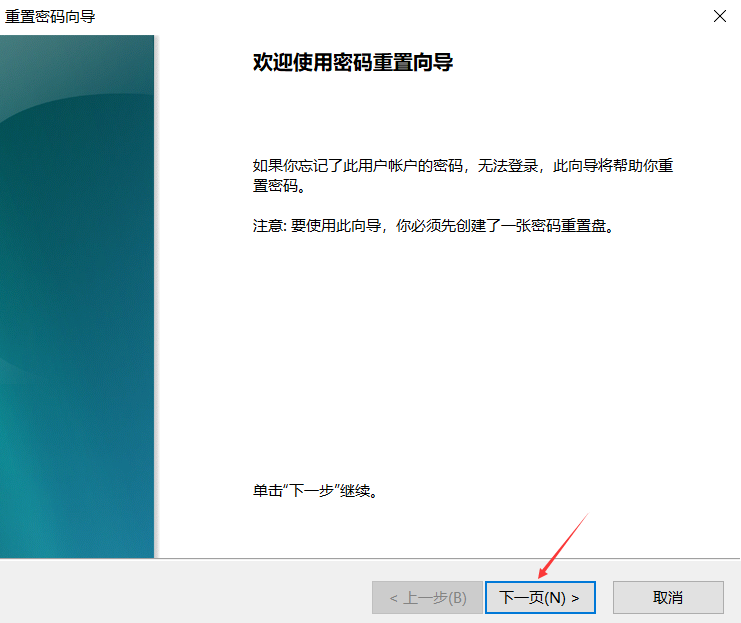 重置密码向导
欢迎使用密码重置向导
如果你忘记了此用户帐户的密码，无法登录，此向导将帮助你重
置密码。
注意: 要使用此向导，你必须先创建了一张密码重置盘。
单击“下一步”继续。
< 上一步(B) 下一页(N) > 取消